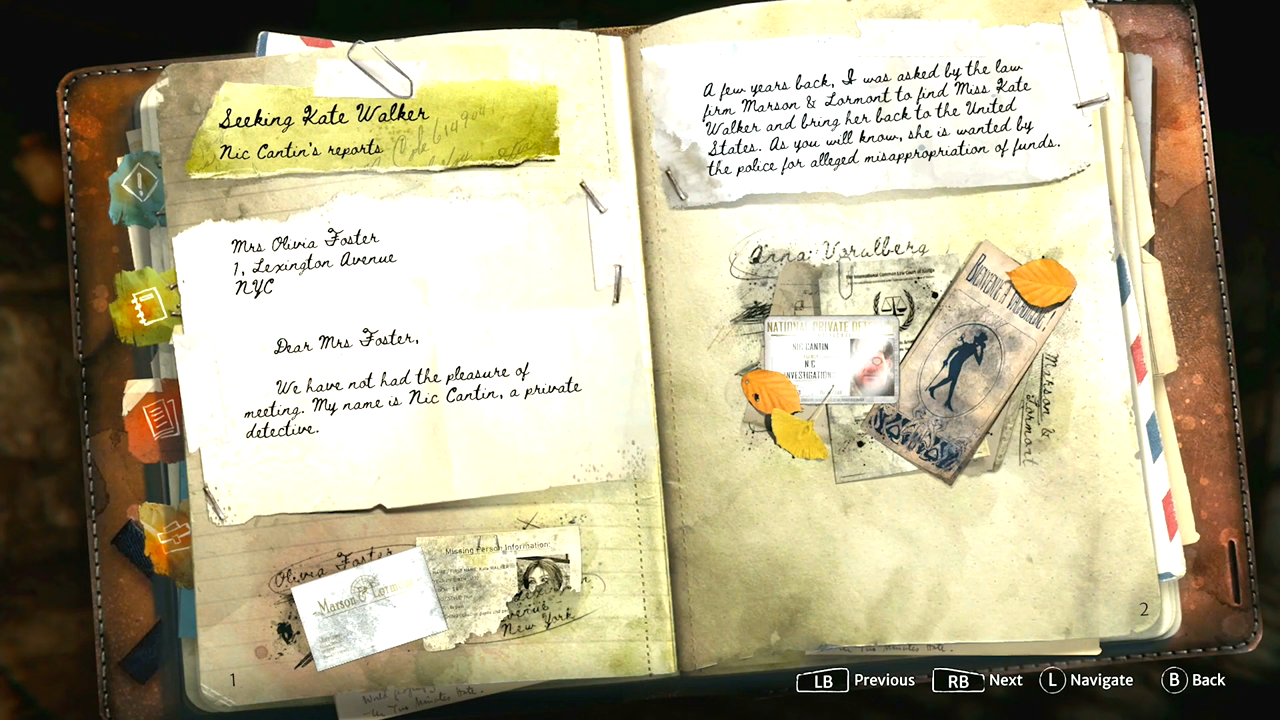 Seeking Kate Walker
Nic Cantin's reports
Mrs Olivia Foster
1, Lexington Avenue
NYC
Dear Mrs Foster,
We have not had the pleasure of
meeting. My name is Nic Cantin, a private
detective.
Olivia Foster
Marson & Lormont
Missing Person Information:
New York
1
A few years back, I was asked by the law
firm Marson & Lormont to find Miss Kate
Walker and bring her back to the United
States. As you will know, she is wanted by
the police for alleged misappropriation of funds.
Anna Voralberg
NATIONAL PRIVATE
NIC CANTIN
N C
INVESTIGATION
Marson &
Lormont
2
LB Previous RB Next L Navigate B Back